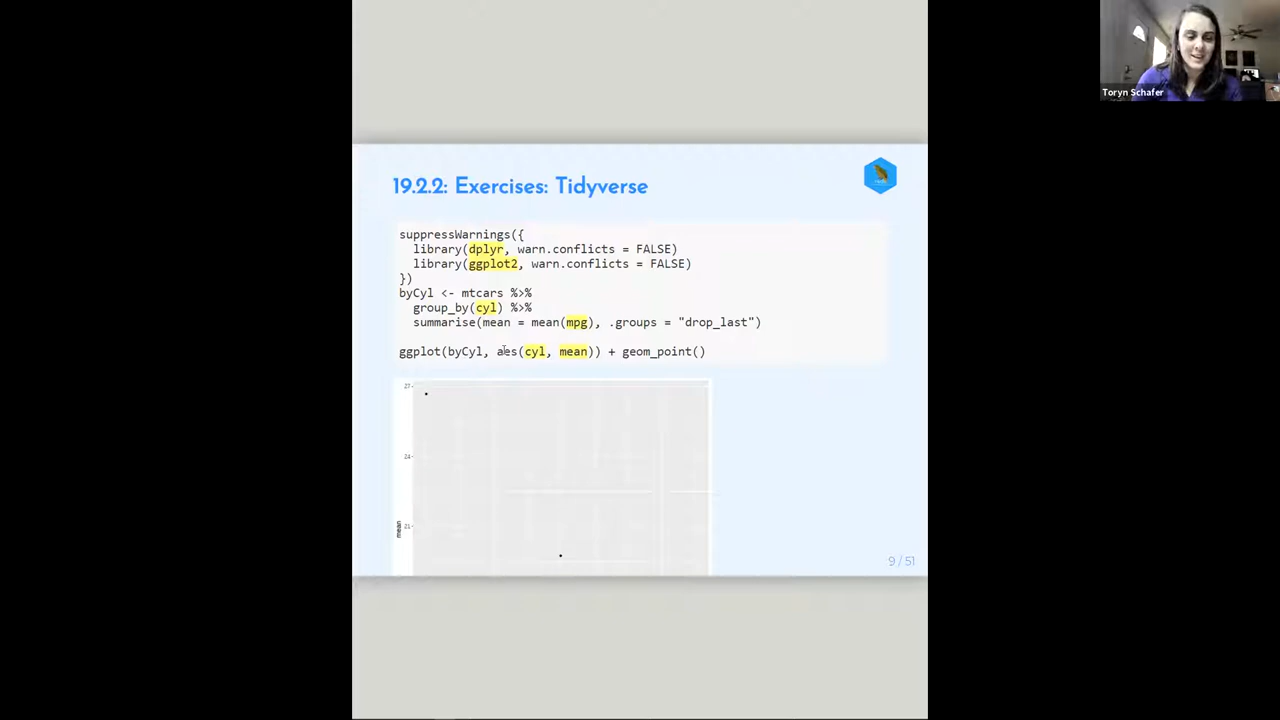 Toryn Schafer
19.2.2: Exercises: Tidyverse
suppressWarnings({
library(dplyr, warn.conflicts = FALSE)
library(ggplot2, warn.conflicts = FALSE)
})
byCyl <- mtcars %>%
group_by(cyl) %>%
summarise(mean = mean(mpg), .groups = "drop_last")
ggplot(byCyl, aes(cyl, mean)) + geom_point()
27
24
21
mean
9 / 51